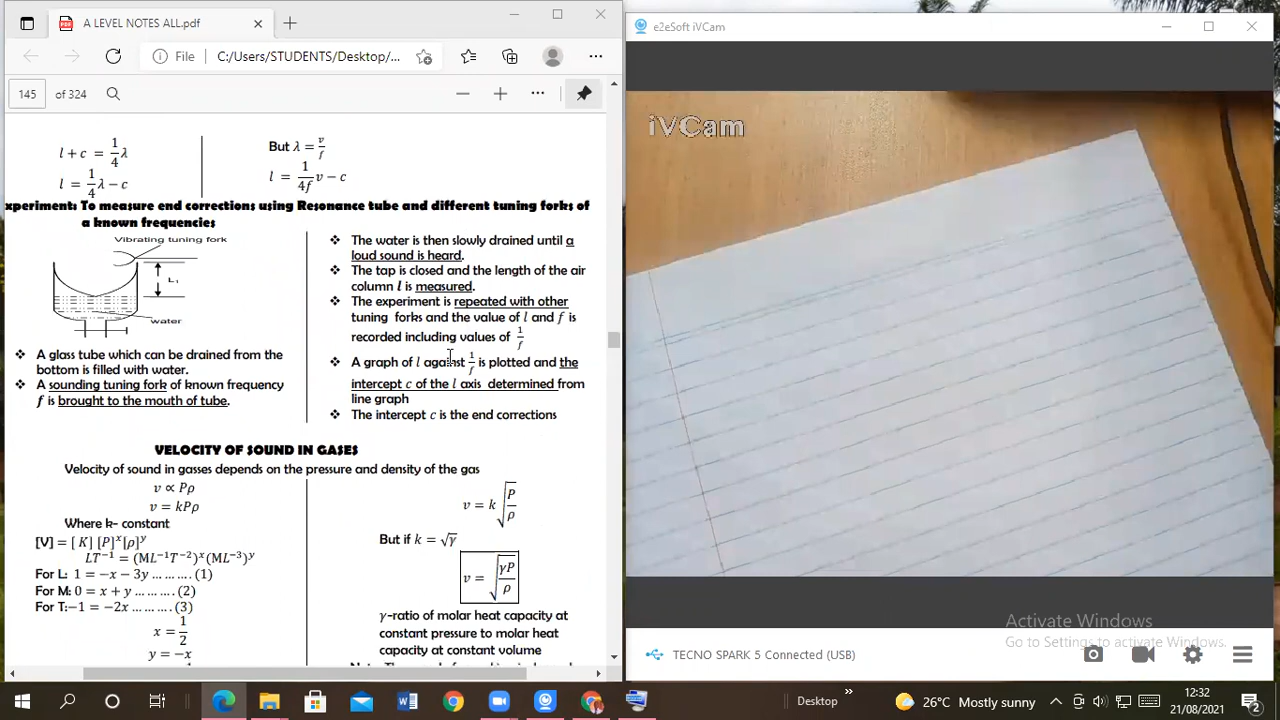 A LEVEL NOTES ALL.pdf
File
C:/Users/STUDENTS/Desktop/...
145 of 324
l + c = 1/4 λ
l = 1/4 λ − c
But λ = v/f
l = 1/4f v − c
xperiment: To measure end corrections using Resonance tube and different tuning forks of
a known frequencies
Vibrating tuning fork
L₁
water
❖ A glass tube which can be drained from the
bottom is filled with water.
❖ A sounding tuning fork of known frequency
f is brought to the mouth of tube.
❖ The water is then slowly drained until a
loud sound is heard.
❖ The tap is closed and the length of the air
column l is measured.
❖ The experiment is repeated with other
tuning forks and the value of l and f is
recorded including values of 1/f
❖ A graph of l against 1/f is plotted and the
intercept c of the l axis determined from
line graph
❖ The intercept c is the end corrections
VELOCITY OF SOUND IN GASES
Velocity of sound in gasses depends on the pressure and density of the gas
v ∝ Pρ
v = kPρ
Where k- constant
[V] = [ K] [P]ˣ[ρ]ʸ
LT⁻¹ = (ML⁻¹T⁻²)ˣ(ML⁻³)ʸ
For L: 1 = −x − 3y ... ... ... . (1)
For M: 0 = x + y ... ... ... . (2)
For T: −1 = −2x ... ... ... . (3)
x = 1/2
y = −x
v = k √(P/ρ)
But if k = √γ
v = √(γP/ρ)
γ-ratio of molar heat capacity at
constant pressure to molar heat
capacity at constant volume
e2eSoft iVCam
iVCam
Activate Windows
Go to Settings to activate Windows.
TECNO SPARK 5 Connected (USB)
Desktop
26°C Mostly sunny
12:32
21/08/2021
2